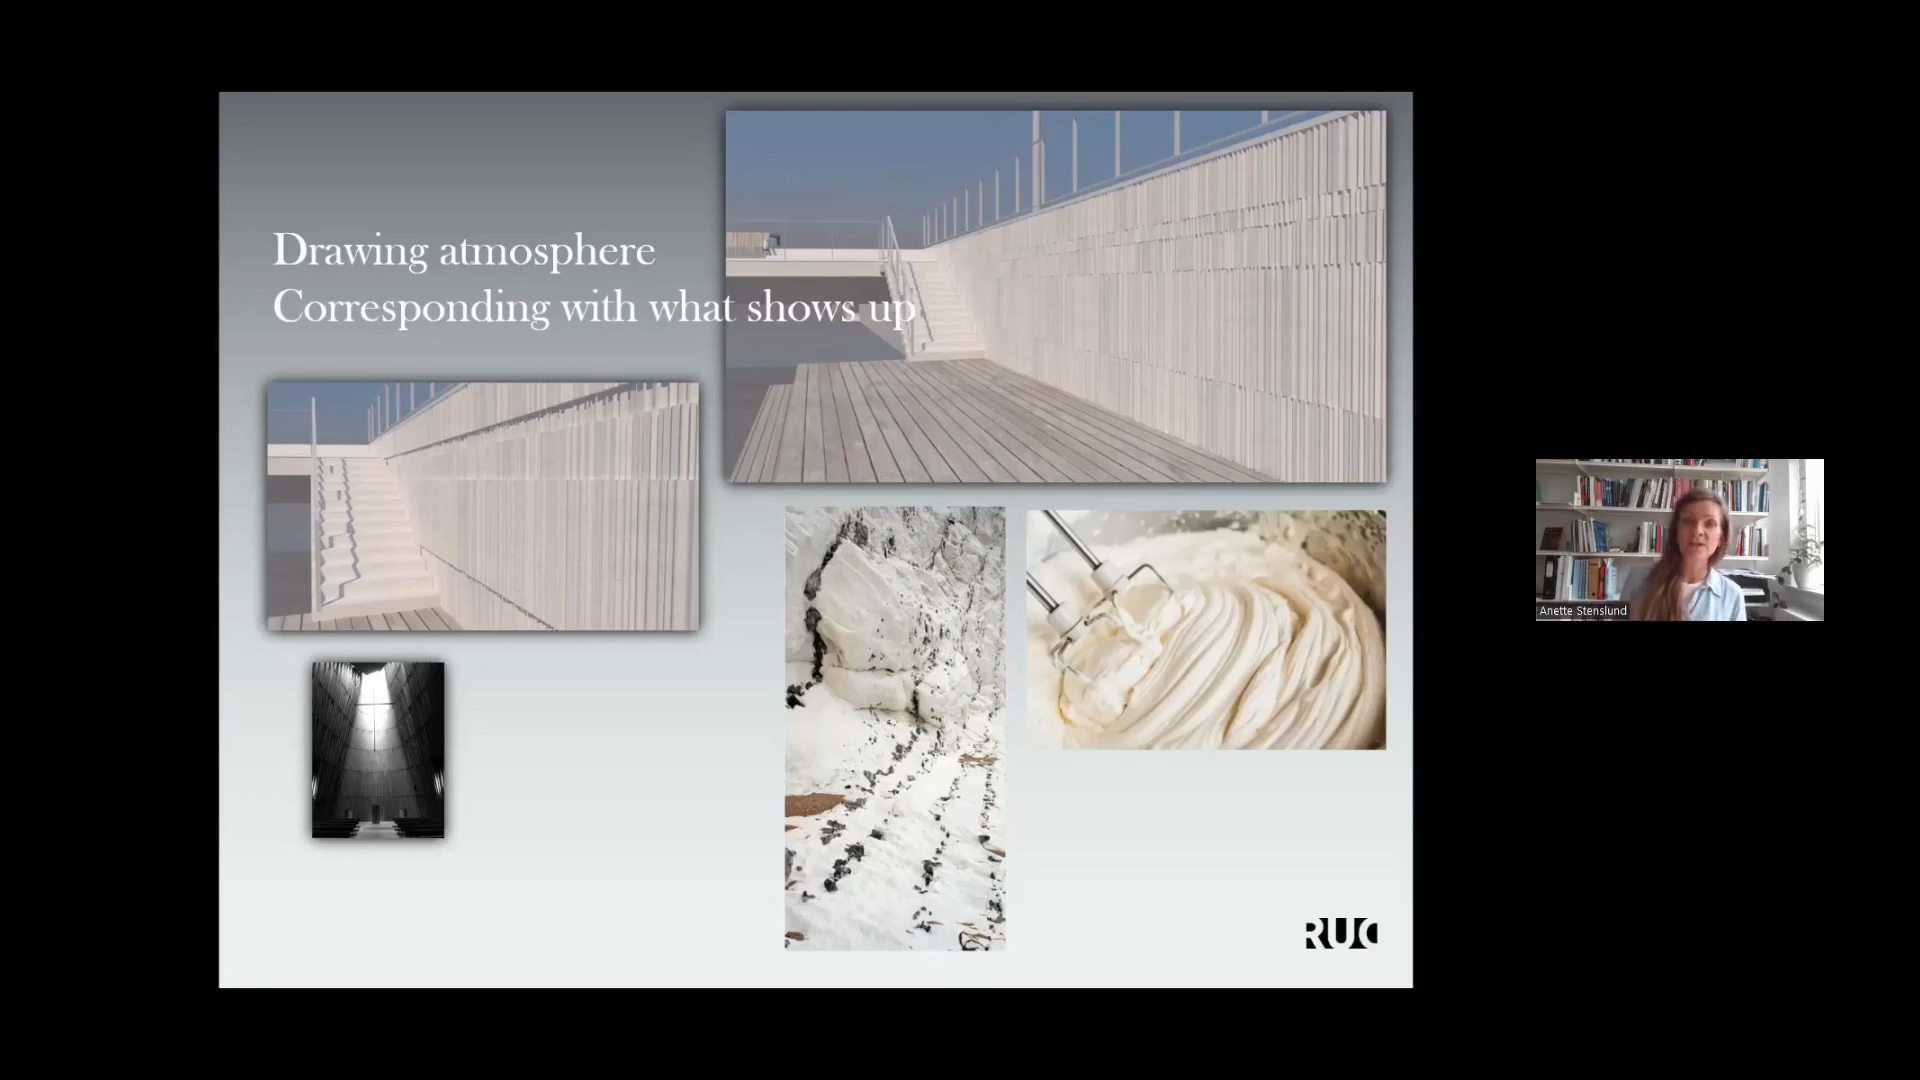 Drawing atmosphere
Corresponding with what shows up
Anette Stenslund
RUC